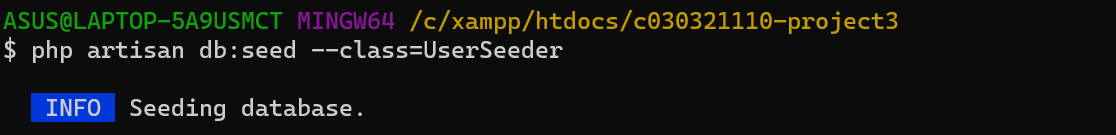 ASUS@LAPTOP-5A9USMCT MINGW64 /c/xampp/htdocs/c030321110-project3
$ php artisan db:seed --class=UserSeeder
INFO Seeding database.